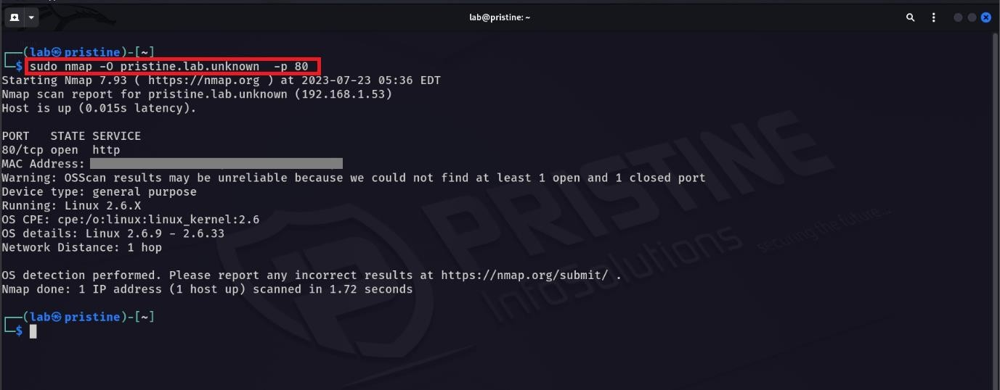 lab@pristine: ~
┌──(lab㉿pristine)-[~]
└─$ sudo nmap -O pristine.lab.unknown  -p 80
Starting Nmap 7.93 ( https://nmap.org ) at 2023-07-23 05:36 EDT
Nmap scan report for pristine.lab.unknown (192.168.1.53)
Host is up (0.015s latency).
PORT   STATE SERVICE
80/tcp open  http
MAC Address:
Warning: OSScan results may be unreliable because we could not find at least 1 open and 1 closed port
Device type: general purpose
Running: Linux 2.6.X
OS CPE: cpe:/o:linux:linux_kernel:2.6
OS details: Linux 2.6.9 - 2.6.33
Network Distance: 1 hop
OS detection performed. Please report any incorrect results at https://nmap.org/submit/ .
Nmap done: 1 IP address (1 host up) scanned in 1.72 seconds
┌──(lab㉿pristine)-[~]
└─$
PRISTINE
InfoSolutions
securing the future...